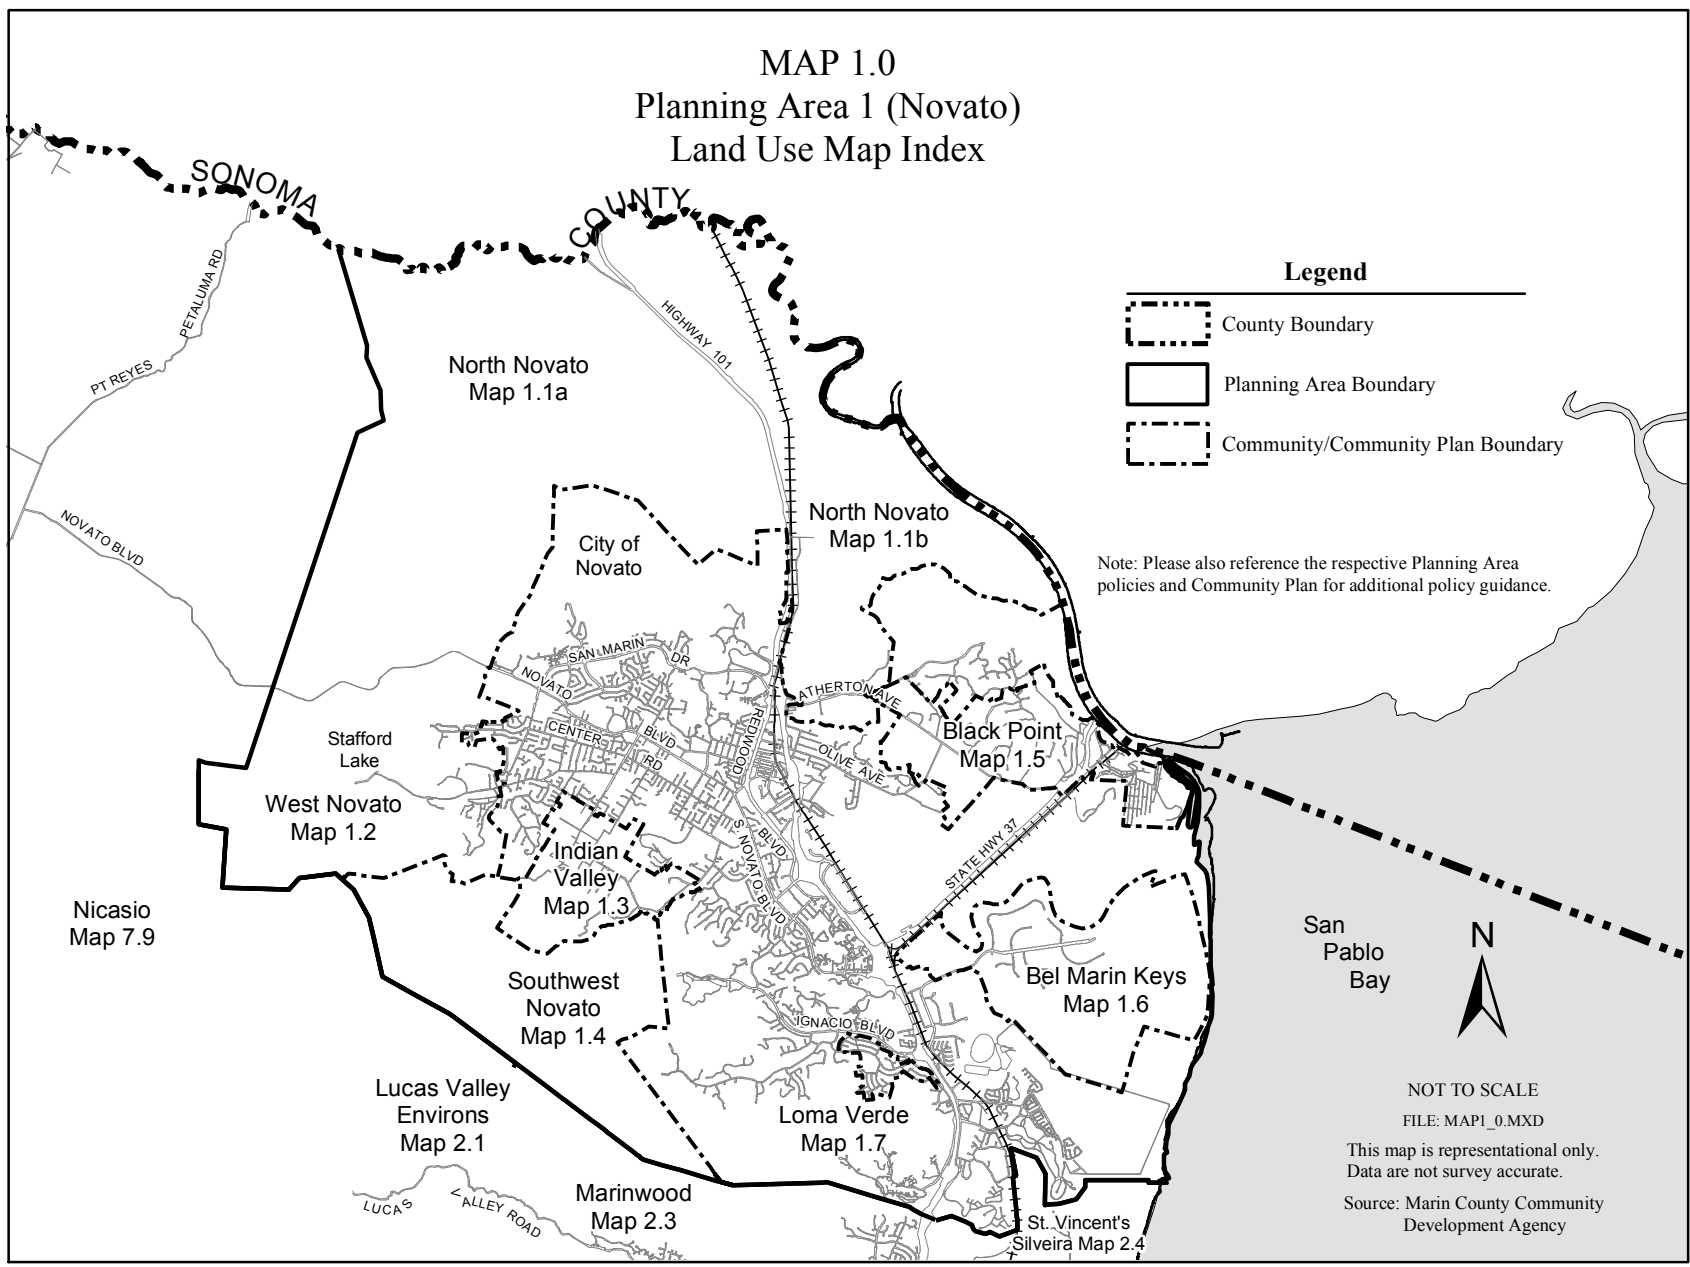 MAP 1.0
Planning Area 1 (Novato)
Land Use Map Index
SONOMA
COUNTY
Legend
County Boundary
Planning Area Boundary
Community/Community Plan Boundary
Note: Please also reference the respective Planning Area
policies and Community Plan for additional policy guidance.
PETALUMA RD
PT REYES
HIGHWAY 101
North Novato
Map 1.1a
NOVATO BLVD
City of
Novato
North Novato
Map 1.1b
SAN MARIN
DR
NOVATO
BLVD
CENTER
RD
REDWOOD
BLVD
ATHERTON AVE
OLIVE AVE
Black Point
Map 1.5
Stafford
Lake
West Novato
Map 1.2
Indian
Valley
Map 1.3
S. NOVATO BLVD
STATE HWY 37
Nicasio
Map 7.9
Southwest
Novato
Map 1.4
Bel Marin Keys
Map 1.6
San
Pablo
Bay
N
IGNACIO BLVD
Lucas Valley
Environs
Map 2.1
Loma Verde
Map 1.7
LUCAS
VALLEY ROAD
Marinwood
Map 2.3
St. Vincent's
Silveira Map 2.4
NOT TO SCALE
FILE: MAP1_0.MXD
This map is representational only.
Data are not survey accurate.
Source: Marin County Community
Development Agency